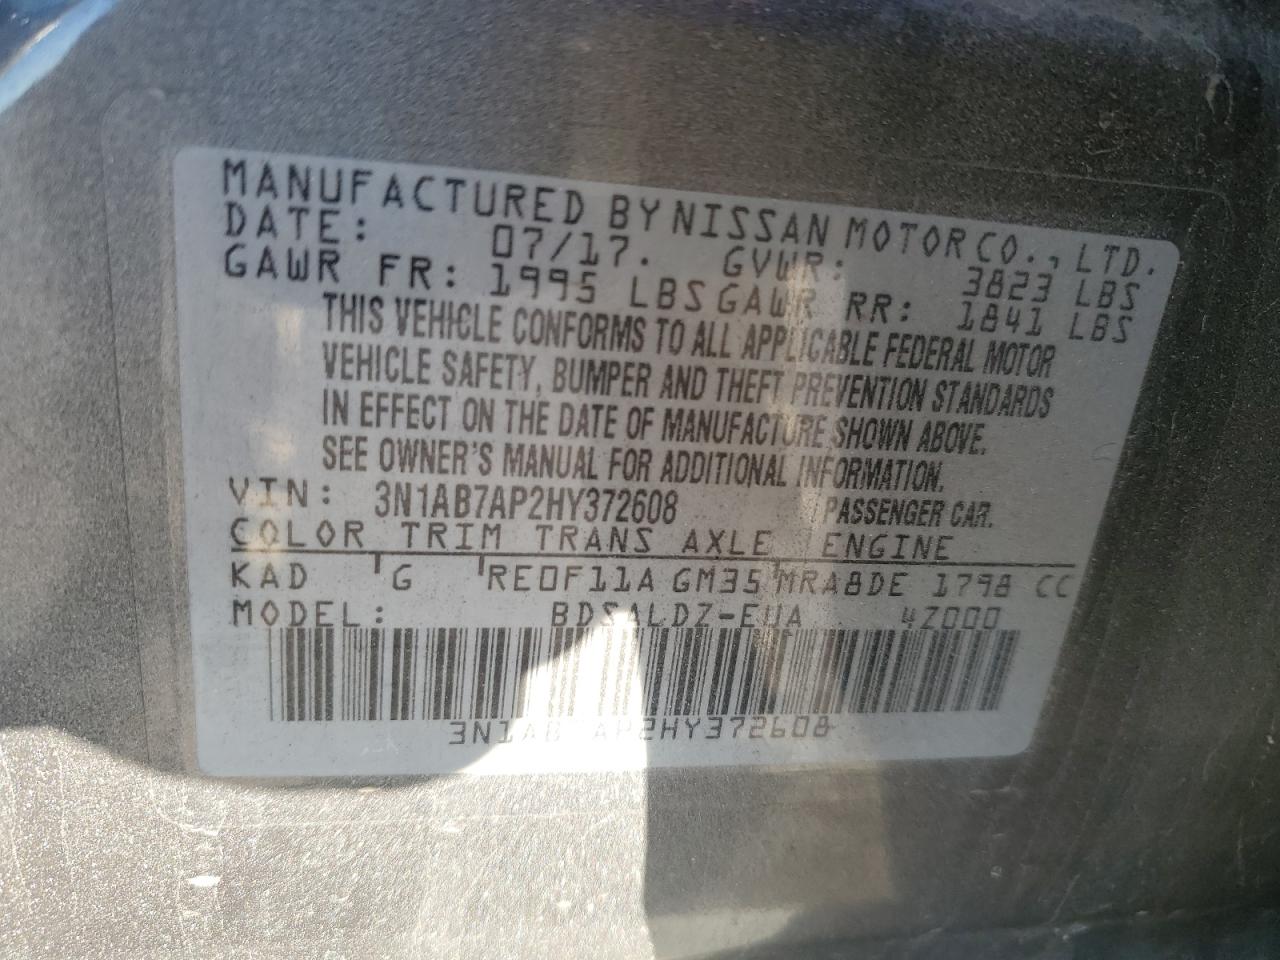 MANUFACTURED BY NISSAN MOTOR CO., LTD.
DATE: 07/17. GVWR: 3823 LBS
GAWR FR: 1995 LBS GAWR RR: 1841 LBS
THIS VEHICLE CONFORMS TO ALL APPLICABLE FEDERAL MOTOR
VEHICLE SAFETY, BUMPER AND THEFT PREVENTION STANDARDS
IN EFFECT ON THE DATE OF MANUFACTURE SHOWN ABOVE.
SEE OWNER'S MANUAL FOR ADDITIONAL INFORMATION.
VIN: 3N1AB7AP2HY372608 PASSENGER CAR.
COLOR TRIM TRANS AXLE ENGINE
KAD G RE0F11A GM35 MRA8DE 1798 CC
MODEL: BDSALDZ-EUA 4Z000
3N1AB7AP2HY372608